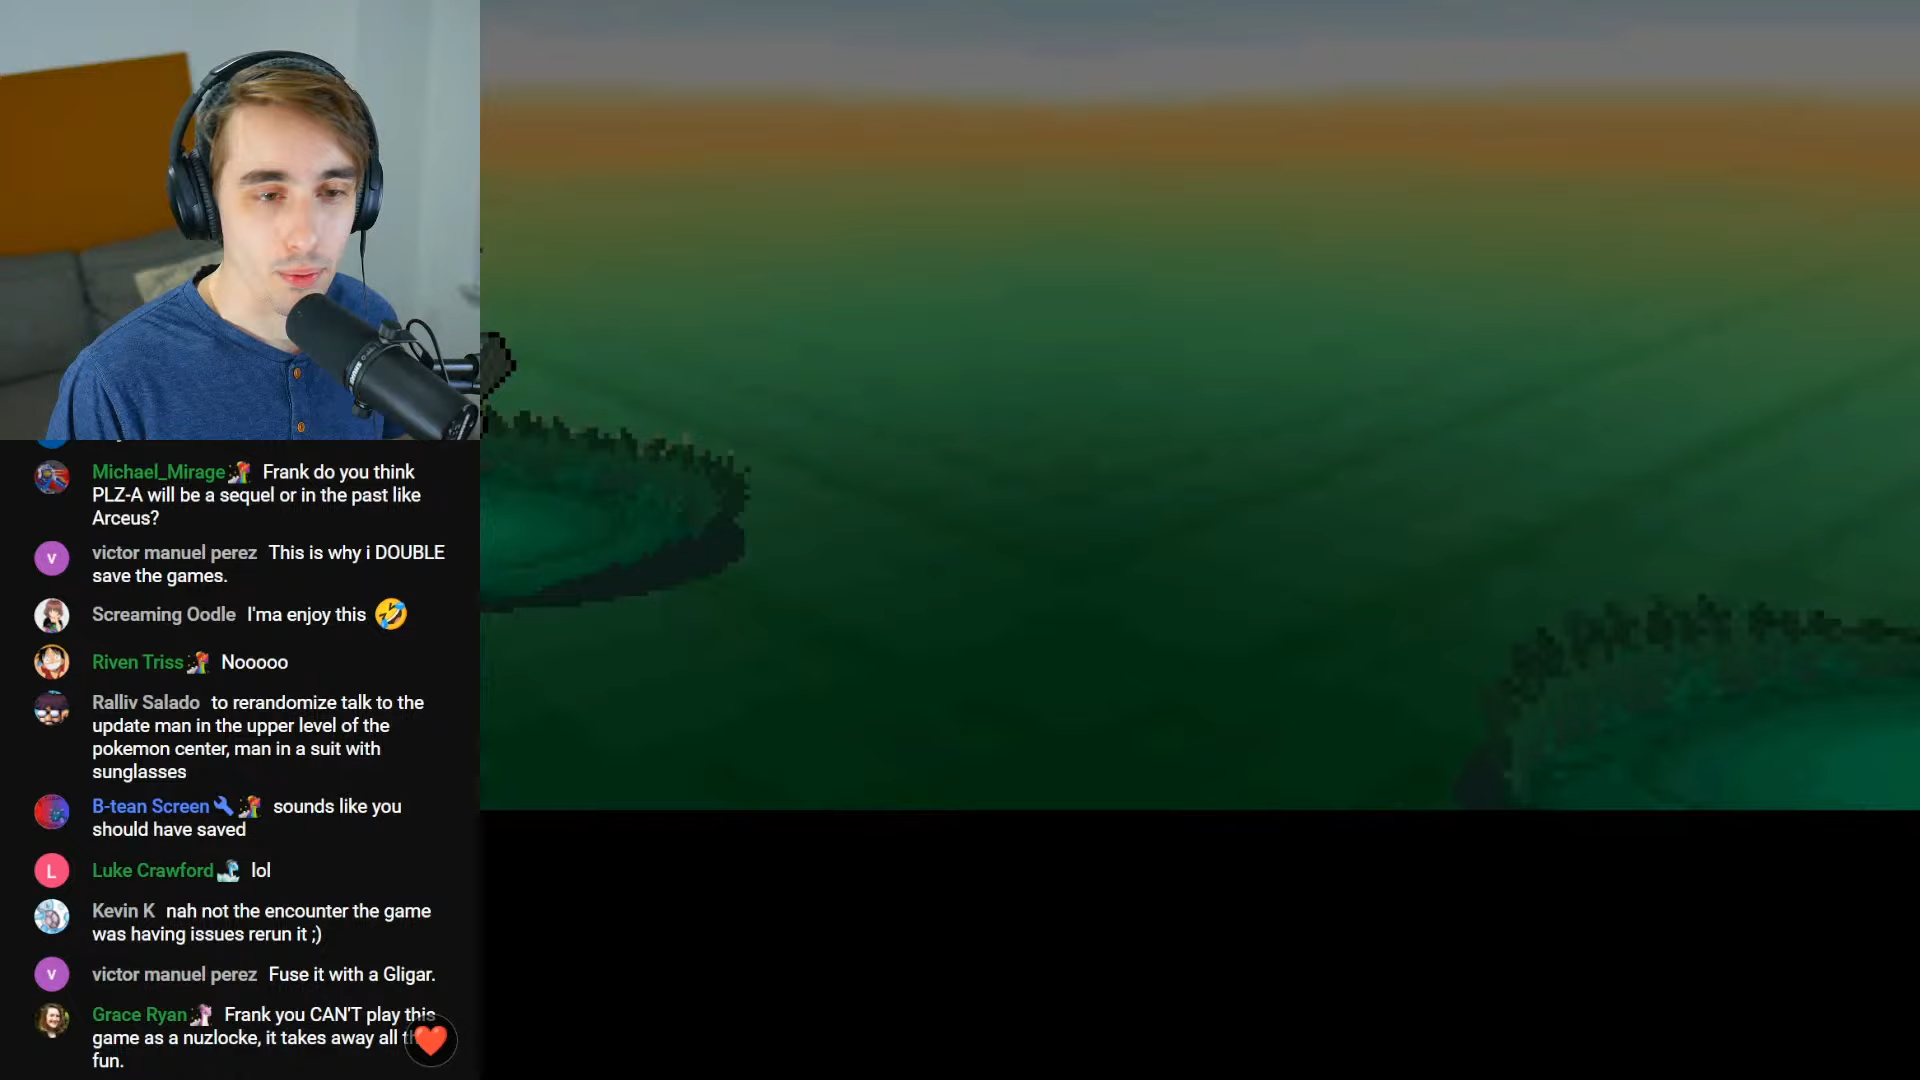 Michael_Mirage Frank do you think
PLZ-A will be a sequel or in the past like
Arceus?
V victor manuel perez This is why i DOUBLE
save the games.
Screaming Oodle I'ma enjoy this
Riven Triss Nooooo
Ralliv Salado to rerandomize talk to the
update man in the upper level of the
pokemon center, man in a suit with
sunglasses
B-tean Screen sounds like you
should have saved
L Luke Crawford lol
Kevin K nah not the encounter the game
was having issues rerun it ;)
V victor manuel perez Fuse it with a Gligar.
Grace Ryan Frank you CAN'T play this
game as a nuzlocke, it takes away all
fun.